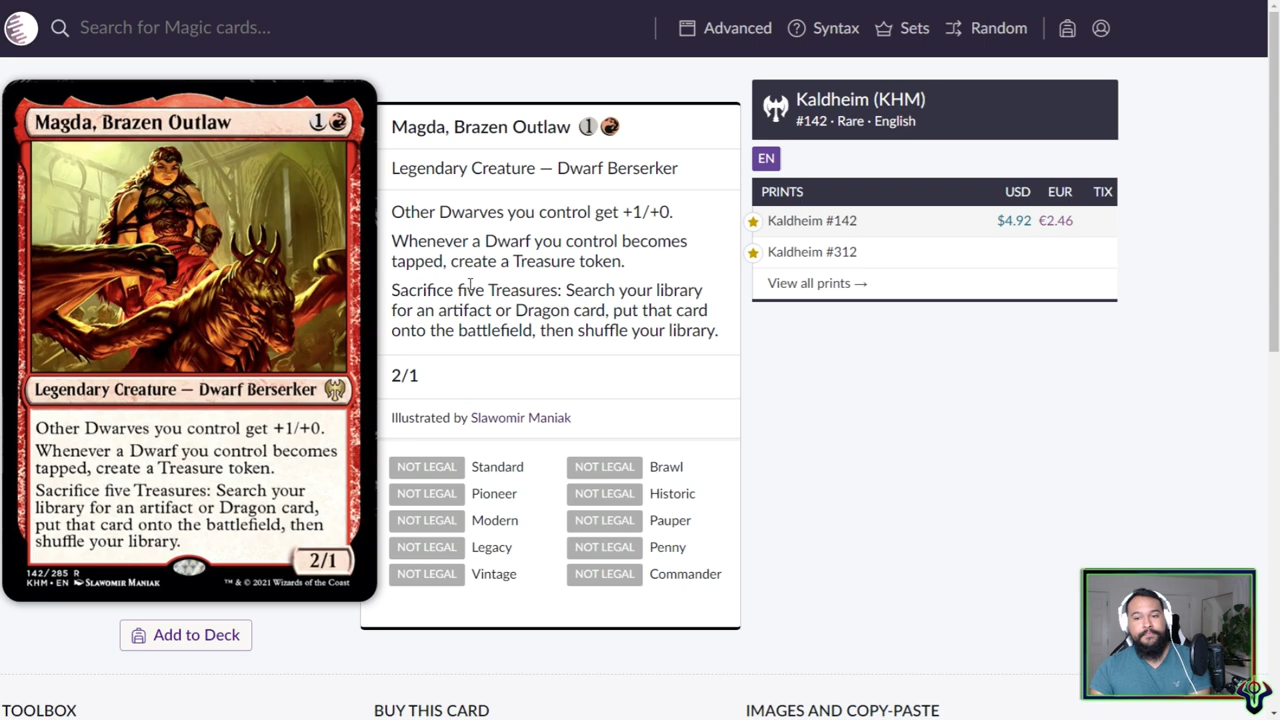 Search for Magic cards...
Advanced
Syntax
Sets
Random
Magda, Brazen Outlaw 1
Legendary Creature — Dwarf Berserker
Other Dwarves you control get +1/+0.
Whenever a Dwarf you control becomes
tapped, create a Treasure token.
Sacrifice five Treasures: Search your
library for an artifact or Dragon card,
put that card onto the battlefield, then
shuffle your library.
2/1
142/285 R
KHM • EN SLAWOMIR MANIAK
™ & © 2021 Wizards of the Coast
Add to Deck
Magda, Brazen Outlaw 1
Legendary Creature — Dwarf Berserker
Other Dwarves you control get +1/+0.
Whenever a Dwarf you control becomes
tapped, create a Treasure token.
Sacrifice five Treasures: Search your library
for an artifact or Dragon card, put that card
onto the battlefield, then shuffle your library.
2/1
Illustrated by Slawomir Maniak
NOT LEGAL Standard NOT LEGAL Brawl
NOT LEGAL Pioneer NOT LEGAL Historic
NOT LEGAL Modern NOT LEGAL Pauper
NOT LEGAL Legacy NOT LEGAL Penny
NOT LEGAL Vintage NOT LEGAL Commander
Kaldheim (KHM)
#142 • Rare • English
EN
PRINTS USD EUR TIX
Kaldheim #142 $4.92 €2.46
Kaldheim #312
View all prints →
TOOLBOX
BUY THIS CARD
IMAGES AND COPY-PASTE